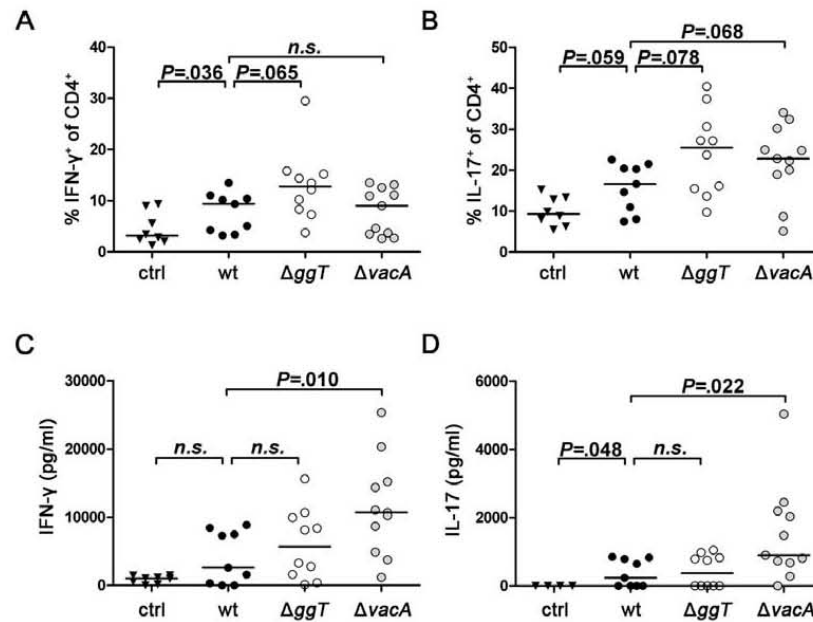 A
% IFN-γ⁺ of CD4⁺
40
30
20
10
0
n.s.
P=.036
P=.065
ctrl
wt
ΔggT
ΔvacA
B
% IL-17⁺ of CD4⁺
50
40
30
20
10
0
P=.068
P=.059
P=.078
ctrl
wt
ΔggT
ΔvacA
C
IFN-γ (pg/ml)
30000
20000
10000
0
P=.010
n.s.
n.s.
ctrl
wt
ΔggT
ΔvacA
D
IL-17 (pg/ml)
6000
4000
2000
0
P=.022
P=.048
n.s.
ctrl
wt
ΔggT
ΔvacA